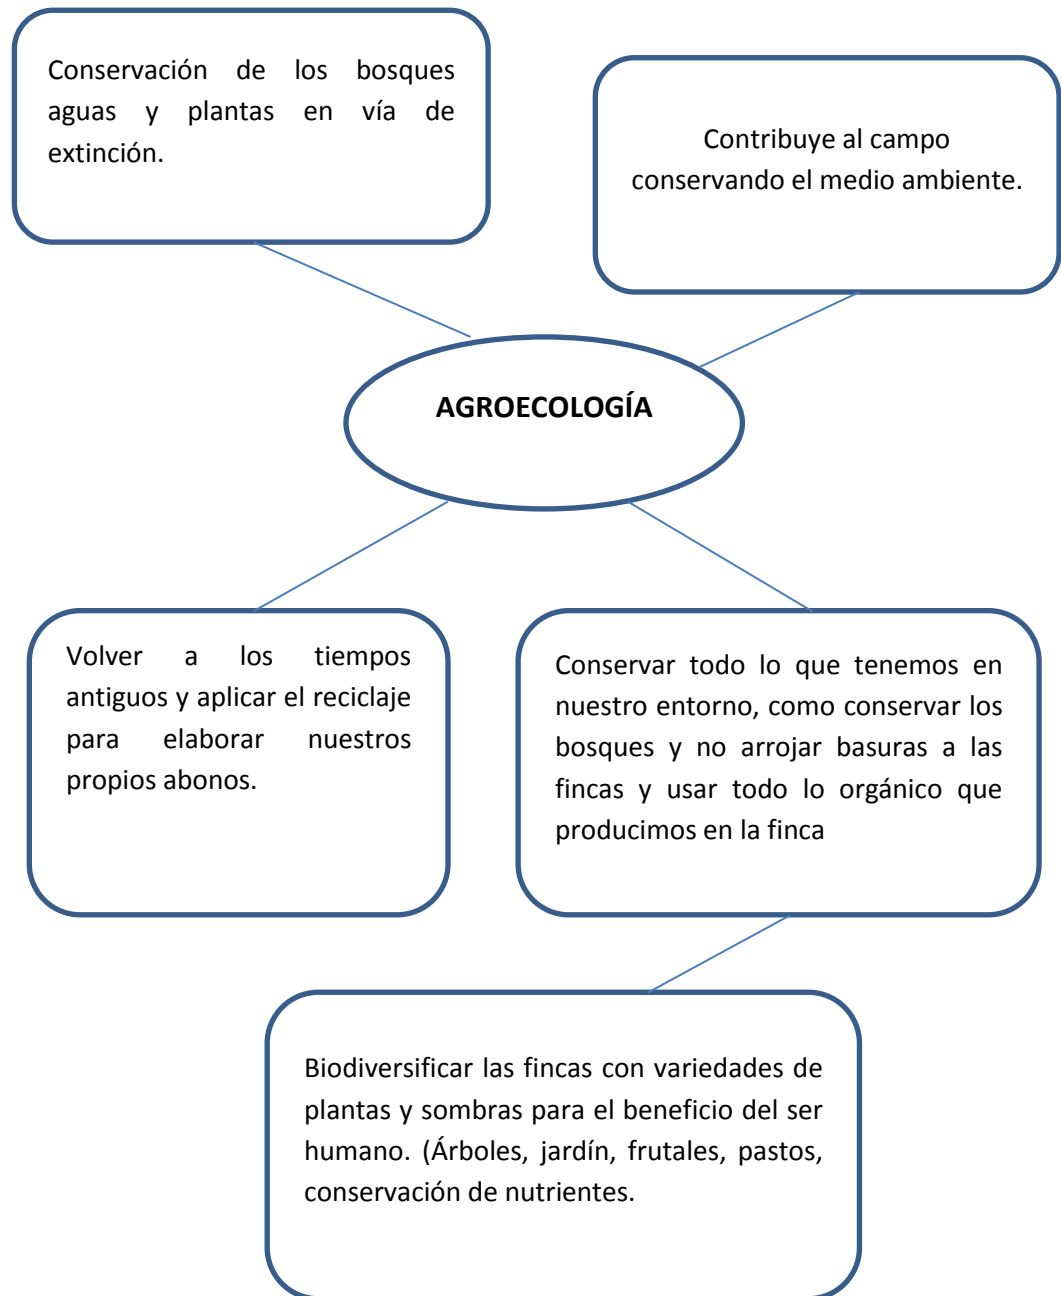 Conservación de los bosques
aguas y plantas en vía de
extinción.
Contribuye al campo
conservando el medio ambiente.
AGROECOLOGÍA
Volver a los tiempos
antiguos y aplicar el reciclaje
para elaborar nuestros
propios abonos.
Conservar todo lo que tenemos en
nuestro entorno, como conservar los
bosques y no arrojar basuras a las
fincas y usar todo lo orgánico que
producimos en la finca
Biodiversificar las fincas con variedades de
plantas y sombras para el beneficio del ser
humano. (Árboles, jardín, frutales, pastos,
conservación de nutrientes.